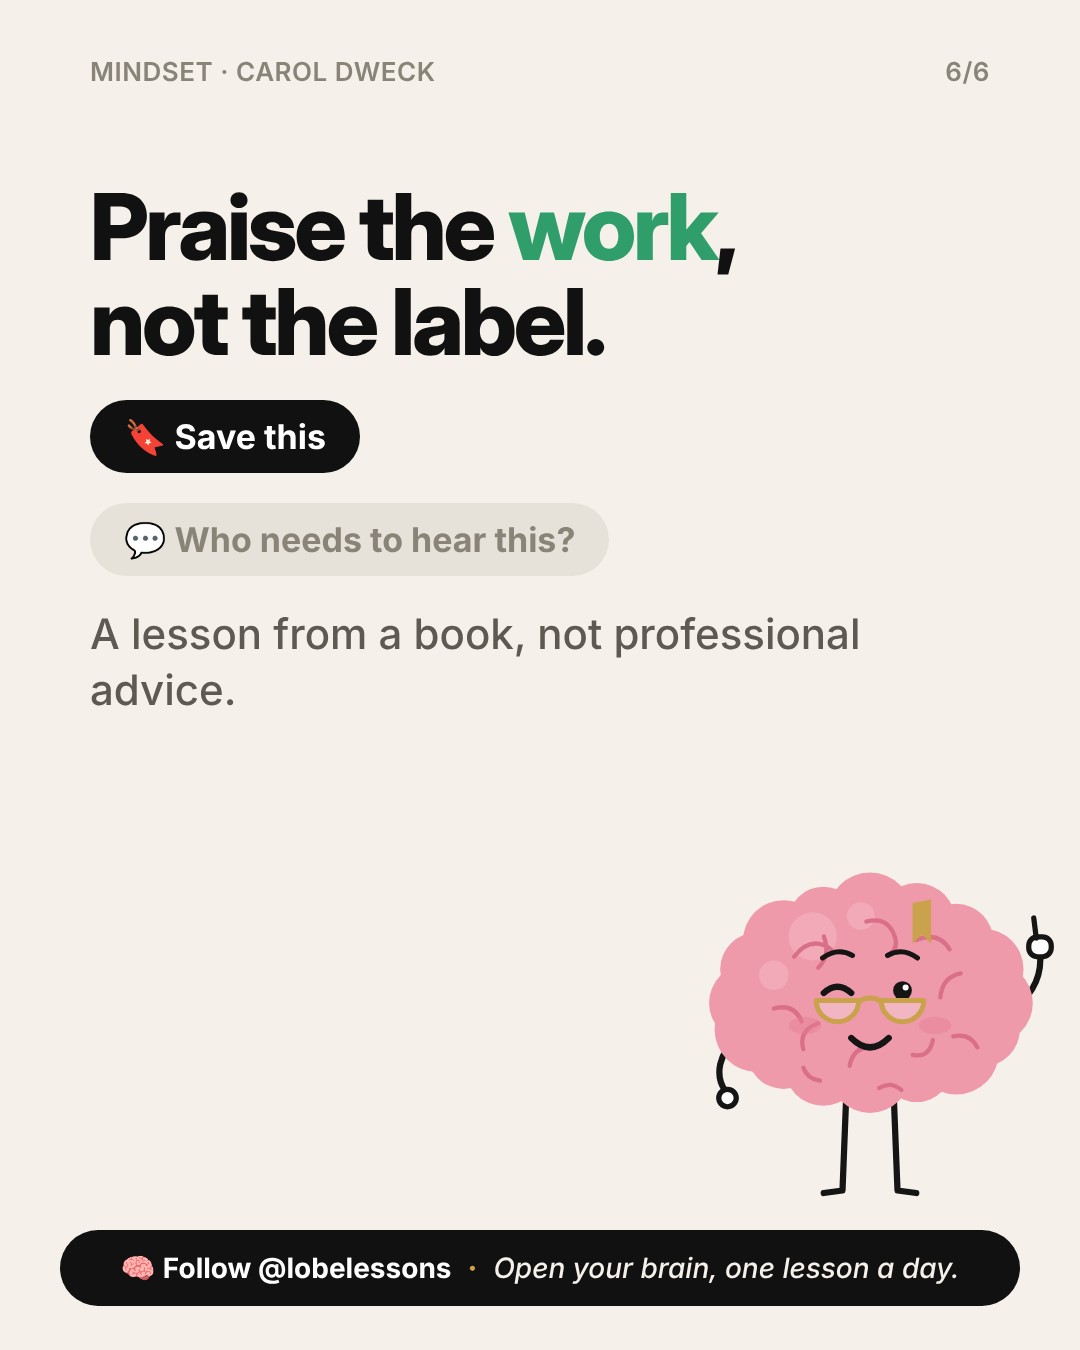 MINDSET · CAROL DWECK
6/6
Praise the work,
not the label.
🔖 Save this
💬 Who needs to hear this?
A lesson from a book, not professional
advice.
🧠 Follow @lobelessons · Open your brain, one lesson a day.